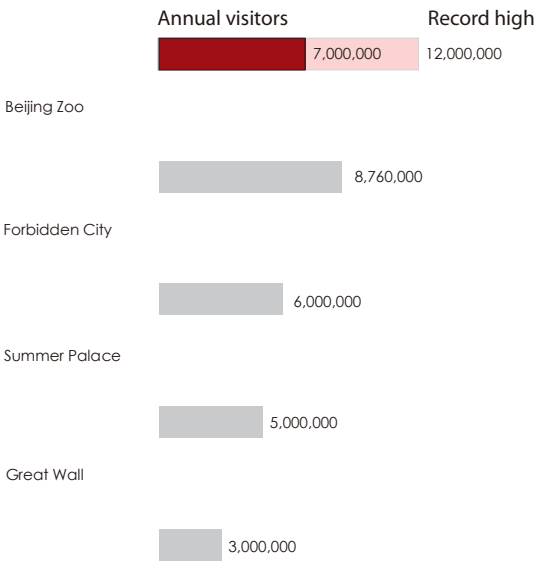 Annual visitors Record high
7,000,000 12,000,000
Beijing Zoo
8,760,000
Forbidden City
6,000,000
Summer Palace
5,000,000
Great Wall
3,000,000